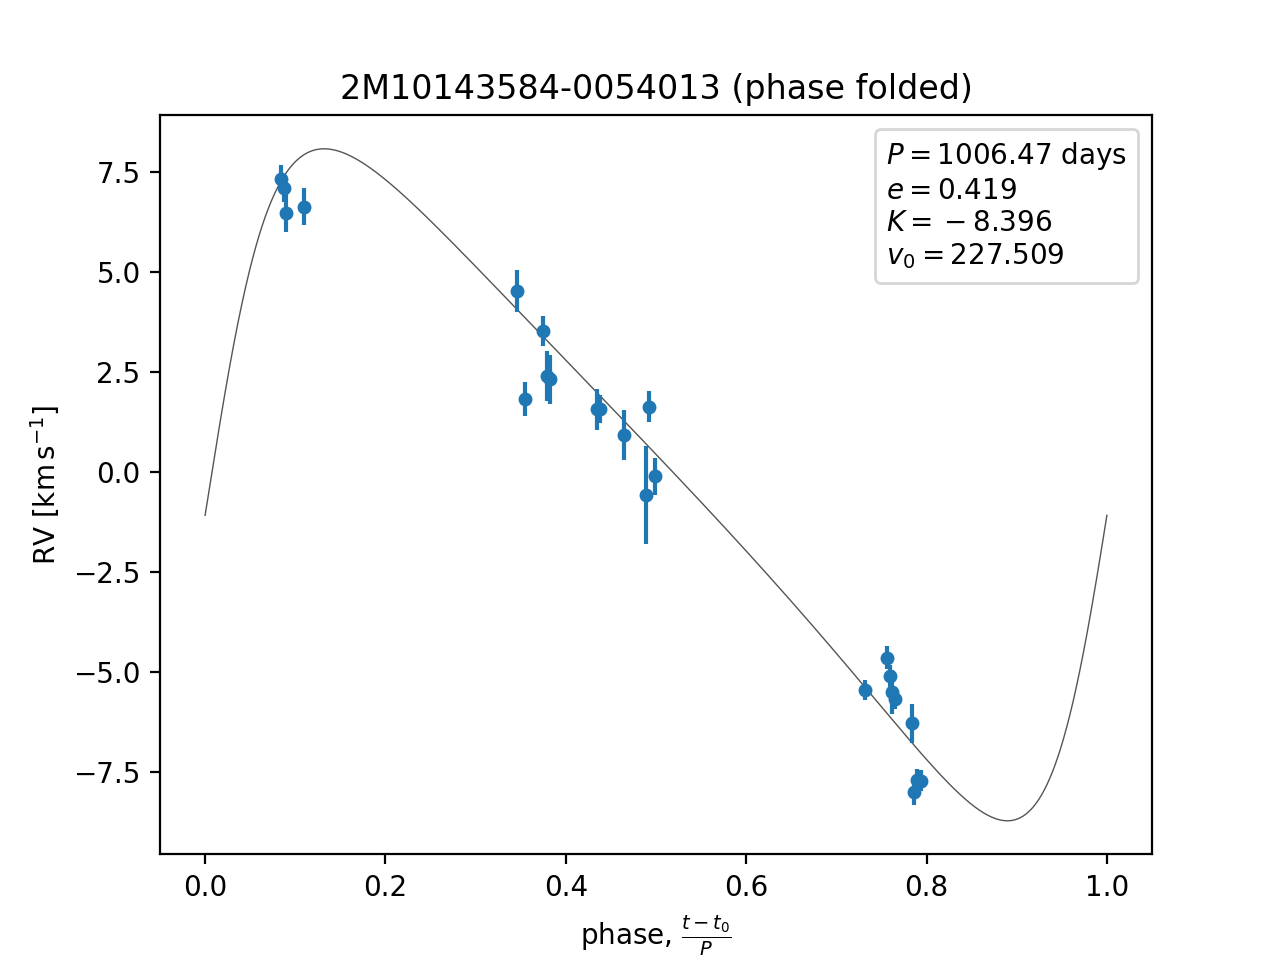 2M10143584-0054013 (phase folded)
P = 1006.47 days
e = 0.419
K = −8.396
v₀ = 227.509
RV [km s⁻¹]
7.5
5.0
2.5
0.0
−2.5
−5.0
−7.5
0.0 0.2 0.4 0.6 0.8 1.0
phase, (t − t₀)/P